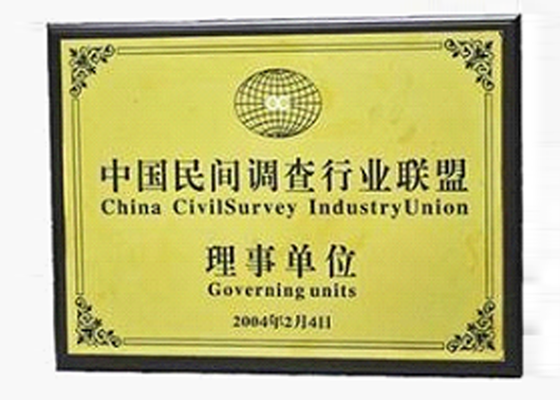 中国民间调查行业联盟
China CivilSurvey IndustryUnion
理事单位
Governing units
2004年2月4日